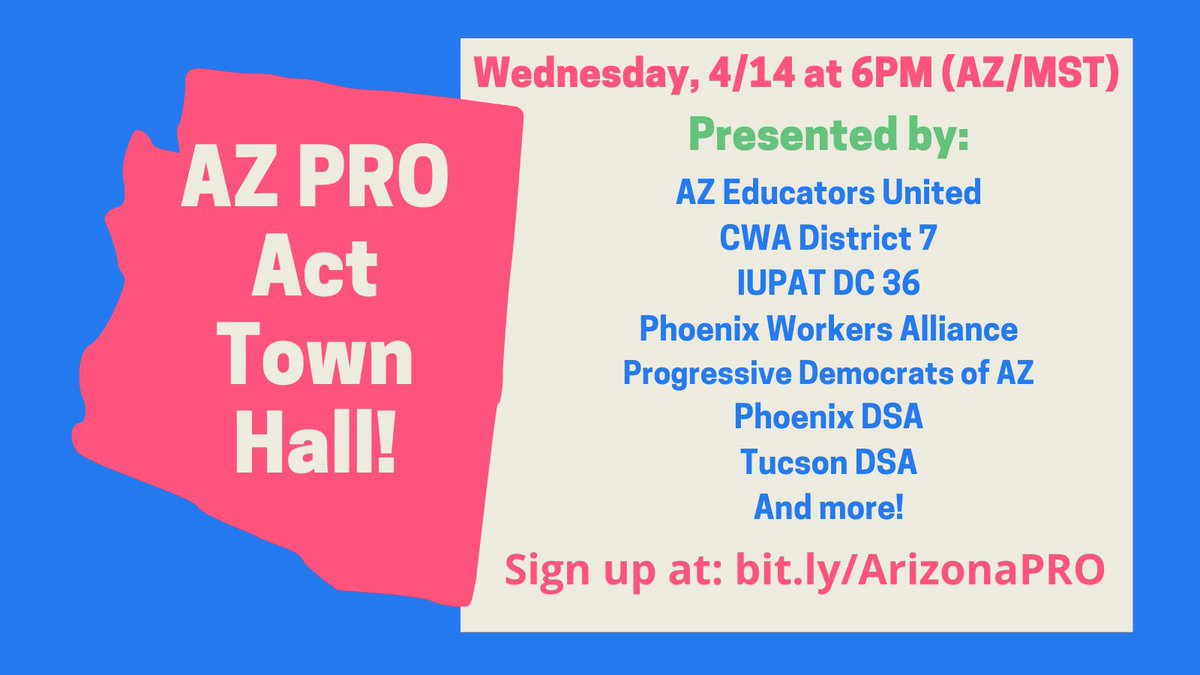 AZ PRO
Act
Town
Hall!
Wednesday, 4/14 at 6PM (AZ/MST)
Presented by:
AZ Educators United
CWA District 7
IUPAT DC 36
Phoenix Workers Alliance
Progressive Democrats of AZ
Phoenix DSA
Tucson DSA
And more!
Sign up at: bit.ly/ArizonaPRO